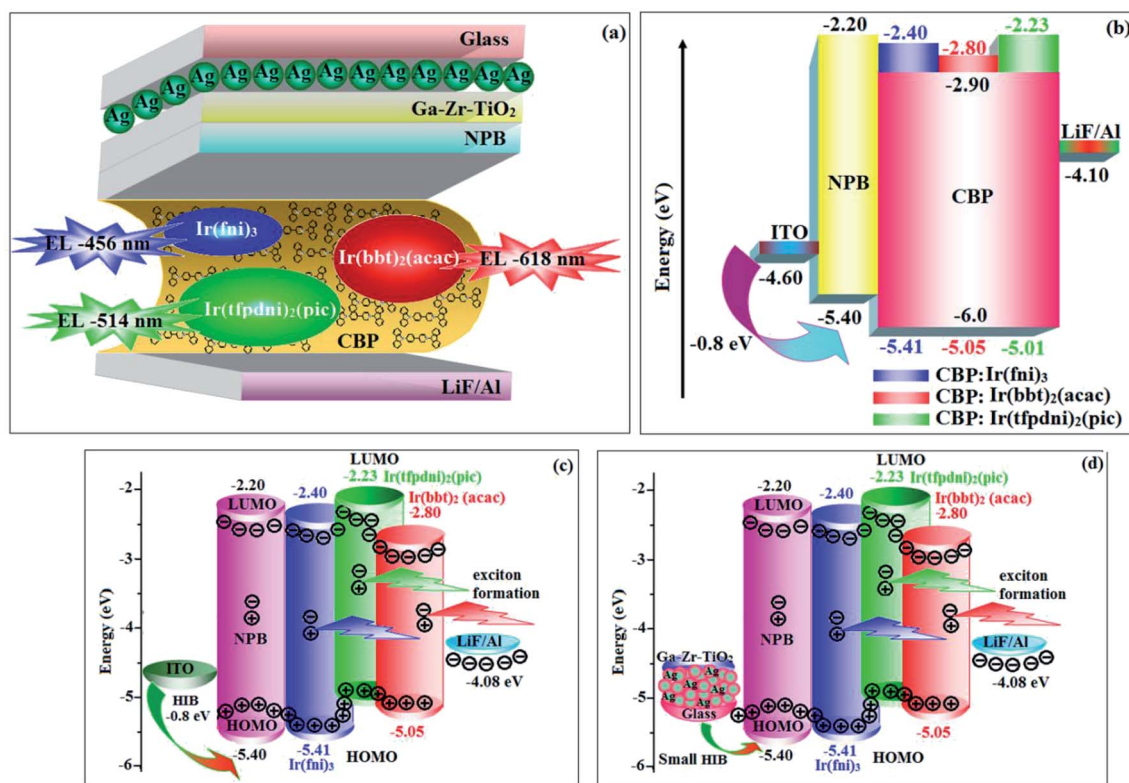 (a)
Glass
Ag Ag Ag Ag Ag Ag Ag Ag Ag Ag Ag Ag Ag
Ga-Zr-TiO2
NPB
EL -456 nm
Ir(fni)3
Ir(bbt)2(acac)
EL -618 nm
Ir(tfpdni)2(pic)
EL -514 nm
CBP
LiF/Al
(b)
Energy (eV)
-2.20
-2.40
-2.80
-2.23
-2.90
LiF/Al
-4.10
NPB
CBP
ITO
-4.60
-5.40
-6.0
-0.8 eV
-5.41
-5.05
-5.01
CBP: Ir(fni)3
CBP: Ir(bbt)2(acac)
CBP: Ir(tfpdni)2(pic)
(c)
LUMO
-2.23 Ir(tfpdni)2(pic)
Ir(bbt)2 (acac)
-2.20
-2.40
-2.80
LUMO
-2
-3
-4
-5
-6
Energy (eV)
exciton
formation
NPB
LiF/Al
-4.08 eV
ITO
HIB
-0.8 eV
HOMO
-5.05
-5.40
-5.41
HOMO
Ir(fni)3
(d)
LUMO
-2.23 Ir(tfpdni)2(pic)
Ir(bbt)2 (acac)
-2.20
-2.40
-2.80
LUMO
-2
-3
-4
-5
-6
Energy (eV)
exciton
formation
NPB
LiF/Al
-4.08 eV
Ga-Zr-TiO2
Ag Ag Ag Ag Ag Ag
Glass
HOMO
-5.05
Small HIB
-5.40
-5.41
HOMO
Ir(fni)3